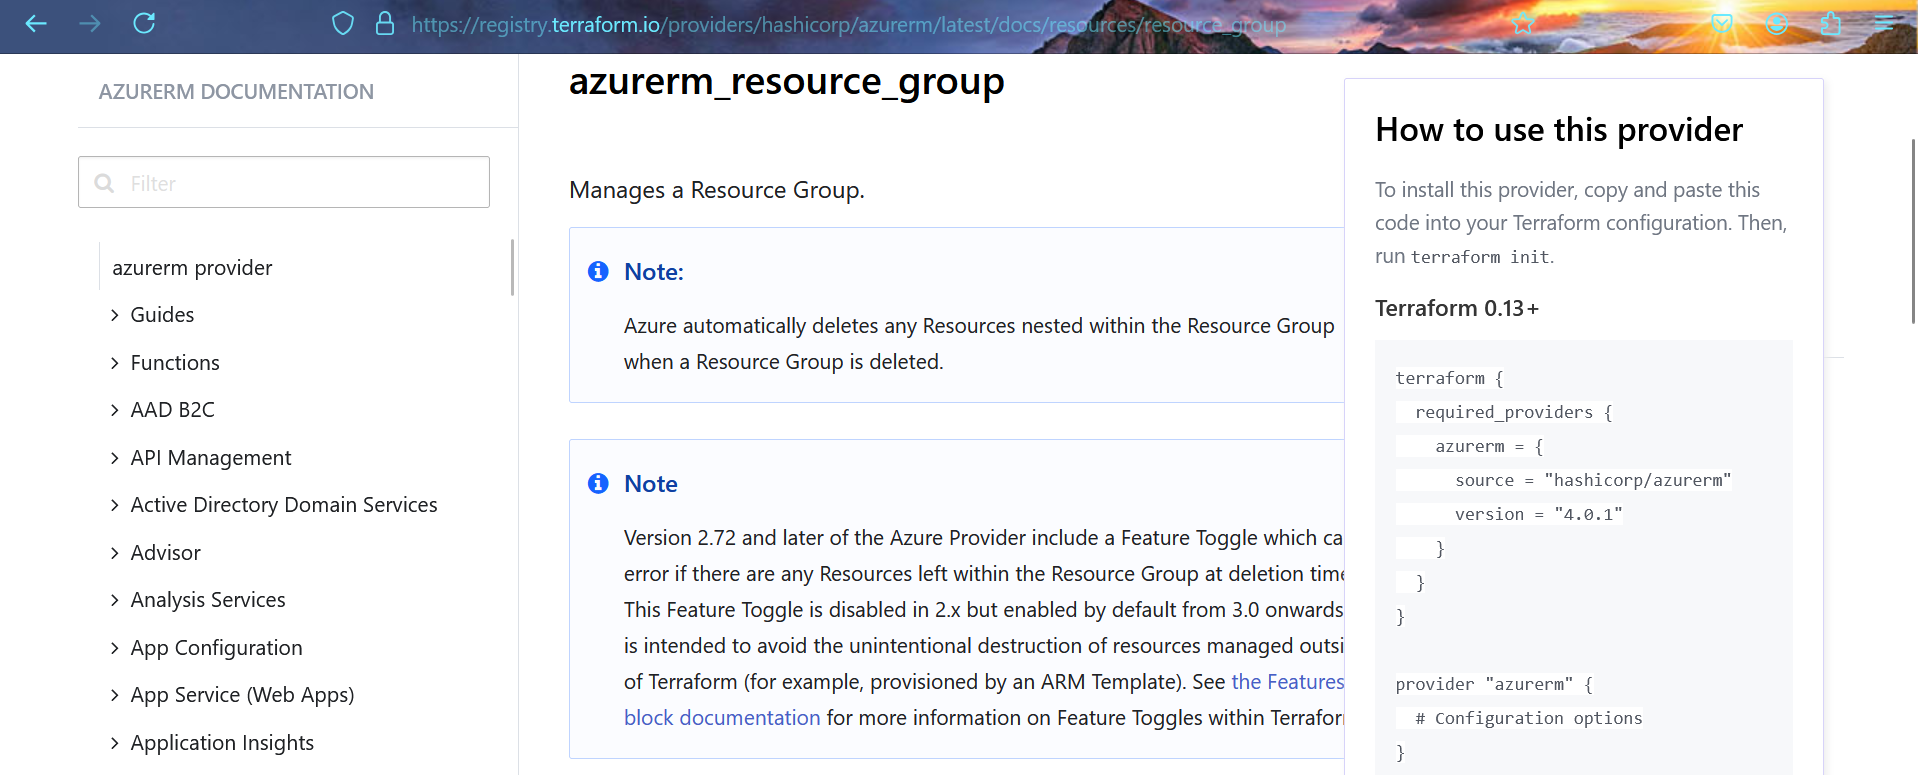 https://registry.terraform.io/providers/hashicorp/azurerm/latest/docs/resources/resource_group
AZURERM DOCUMENTATION
Filter
azurerm provider
Guides
Functions
AAD B2C
API Management
Active Directory Domain Services
Advisor
Analysis Services
App Configuration
App Service (Web Apps)
Application Insights
azurerm_resource_group
Manages a Resource Group.
Note:
Azure automatically deletes any Resources nested within the Resource Group
when a Resource Group is deleted.
Note
Version 2.72 and later of the Azure Provider include a Feature Toggle which ca
error if there are any Resources left within the Resource Group at deletion time
This Feature Toggle is disabled in 2.x but enabled by default from 3.0 onwards
is intended to avoid the unintentional destruction of resources managed outsi
of Terraform (for example, provisioned by an ARM Template). See the Features
block documentation for more information on Feature Toggles within Terrafor
How to use this provider
To install this provider, copy and paste this
code into your Terraform configuration. Then,
run terraform init.
Terraform 0.13+
terraform {
  required_providers {
    azurerm = {
      source = "hashicorp/azurerm"
      version = "4.0.1"
    }
  }
}
provider "azurerm" {
  # Configuration options
}